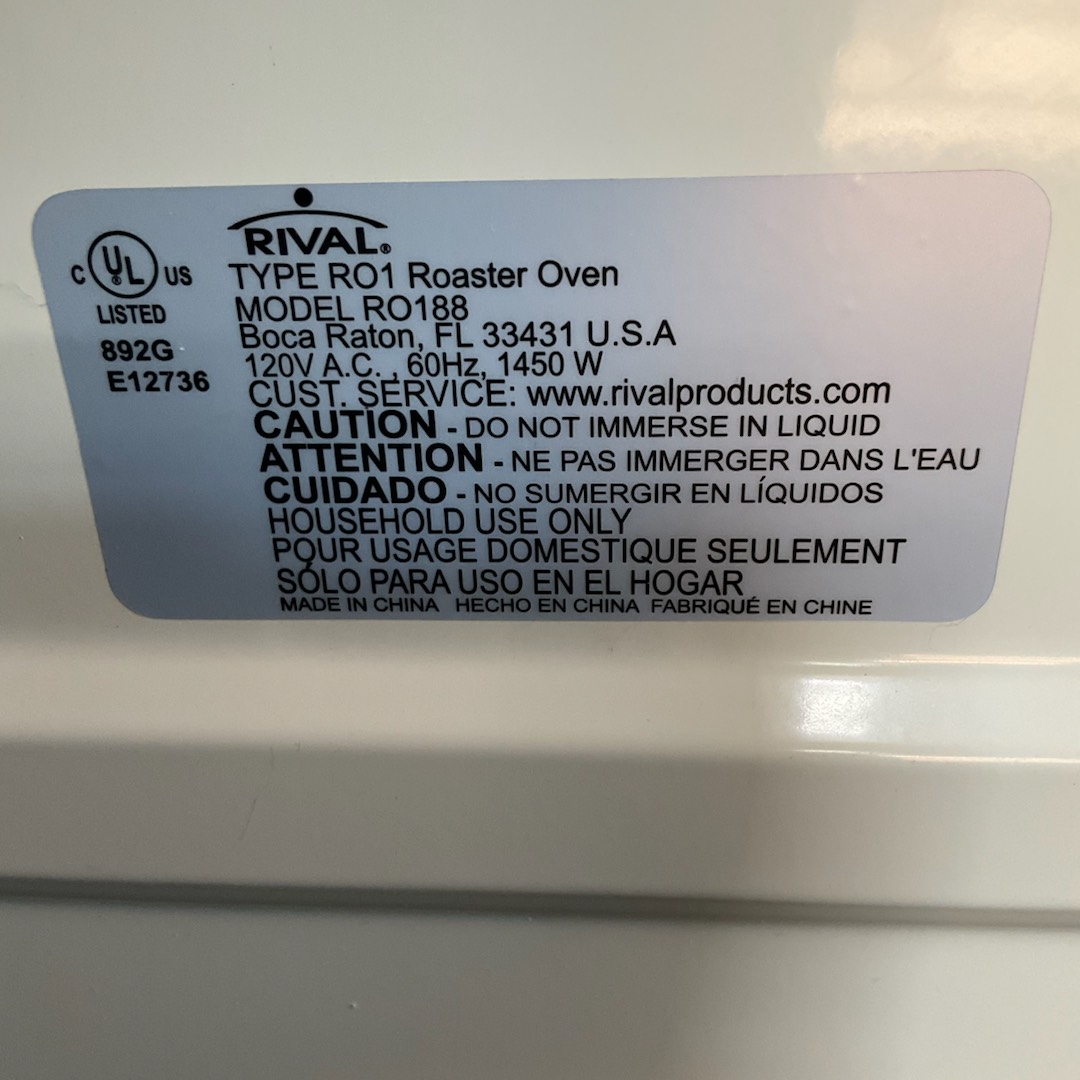 C UL US
LISTED
892G
E12736
RIVAL®
TYPE RO1 Roaster Oven
MODEL RO188
Boca Raton, FL 33431 U.S.A
120V A.C. , 60Hz, 1450 W
CUST. SERVICE: www.rivalproducts.com
CAUTION - DO NOT IMMERSE IN LIQUID
ATTENTION - NE PAS IMMERGER DANS L'EAU
CUIDADO - NO SUMERGIR EN LÍQUIDOS
HOUSEHOLD USE ONLY
POUR USAGE DOMESTIQUE SEULEMENT
SÓLO PARA USO EN EL HOGAR
MADE IN CHINA HECHO EN CHINA FABRIQUÉ EN CHINE